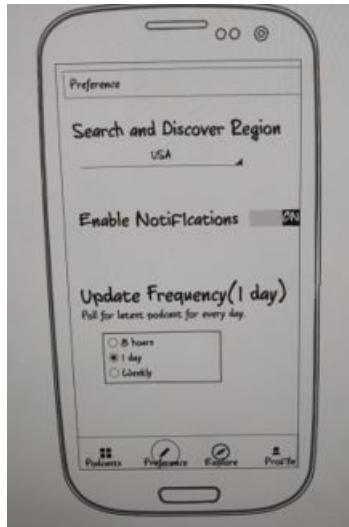 Preference
Search and Discover Region
USA
Enable Notifications
ON
Update Frequency(1 day)
Poll for latest podcast for every day.
8 hours
1 day
Weekly
Podcasts Preference Explore Profile